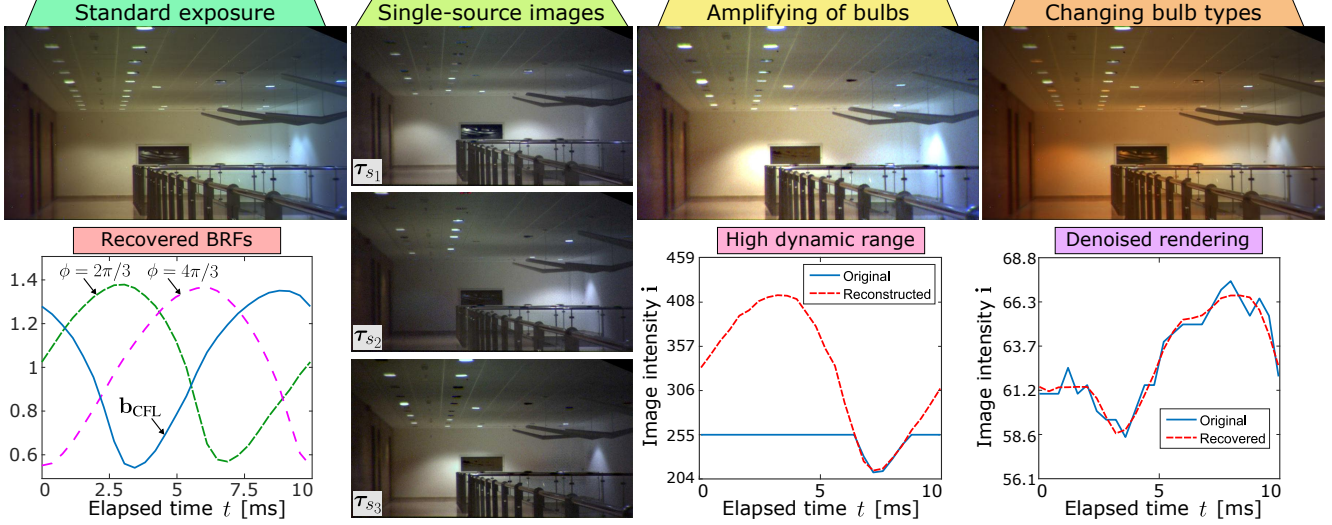 Standard exposure
Single-source images
Amplifying of bulbs
Changing bulb types
τs1
τs2
τs3
Recovered BRFs
ϕ = 2π/3
ϕ = 4π/3
1.4
1.2
1
0.8
0.6
bCFL
0
2.5
5
7.5
10
Elapsed time t [ms]
High dynamic range
Image intensity i
459
408
357
306
255
204
Original
Reconstructed
0
5
10
Elapsed time t [ms]
Denoised rendering
Image intensity i
68.8
66.3
63.7
61.2
58.6
56.1
Original
Recovered
0
5
10
Elapsed time t [ms]